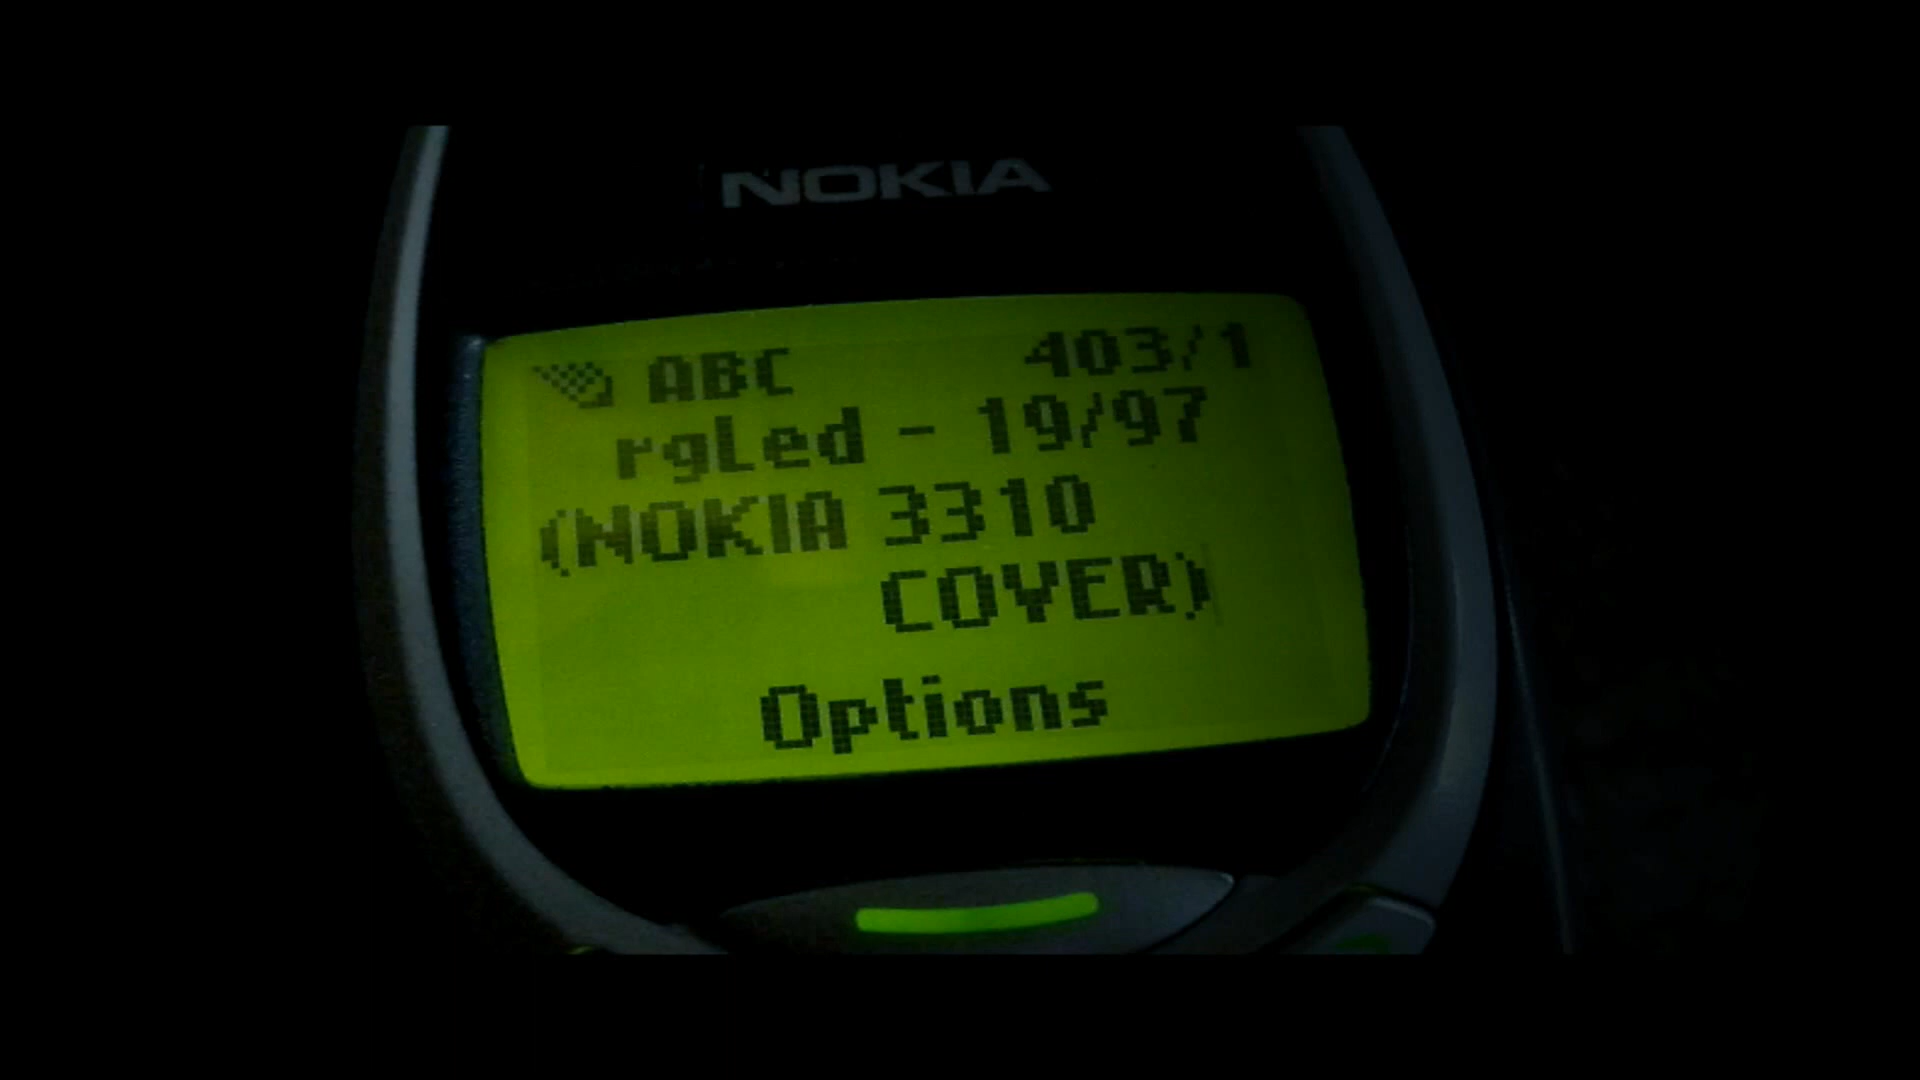 NOKIA
ABC 403/1
rgLed - 19/97
(NOKIA 3310
COVER)
Options